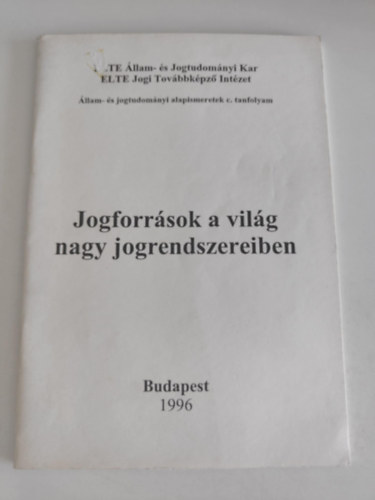 LTE Állam- és Jogtudományi Kar
ELTE Jogi Továbbképző Intézet
Állam- és jogtudományi alapismeretek c. tanfolyam
Jogforrások a világ
nagy jogrendszereiben
Budapest
1996